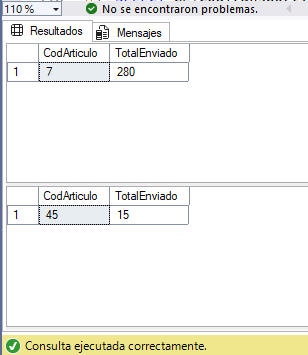 110 % No se encontraron problemas.
Resultados Mensajes
CodArticulo TotalEnviado
1 7 280
CodArticulo TotalEnviado
1 45 15
Consulta ejecutada correctamente.